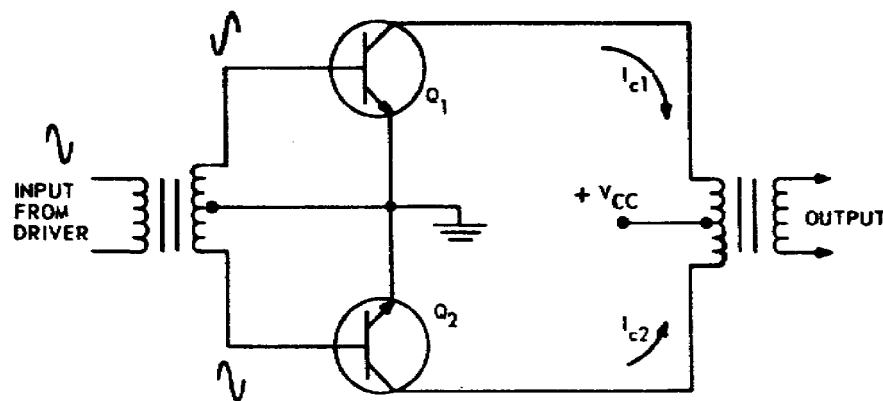 Q1
Ic1
INPUT
FROM
DRIVER
+ VCC
OUTPUT
Q2
Ic2